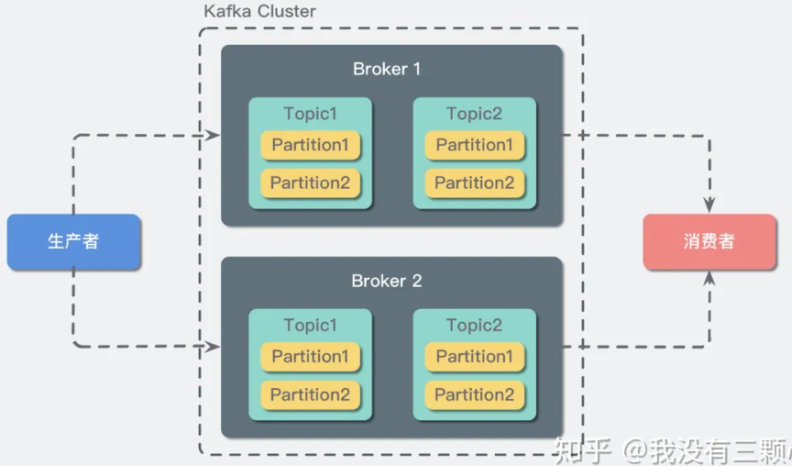 Kafka Cluster
Broker 1
Topic1
Partition1
Partition2
Topic2
Partition1
Partition2
生产者
消费者
Broker 2
Topic1
Partition1
Partition2
Topic2
Partition1
Partition2
知乎 @我没有三颗